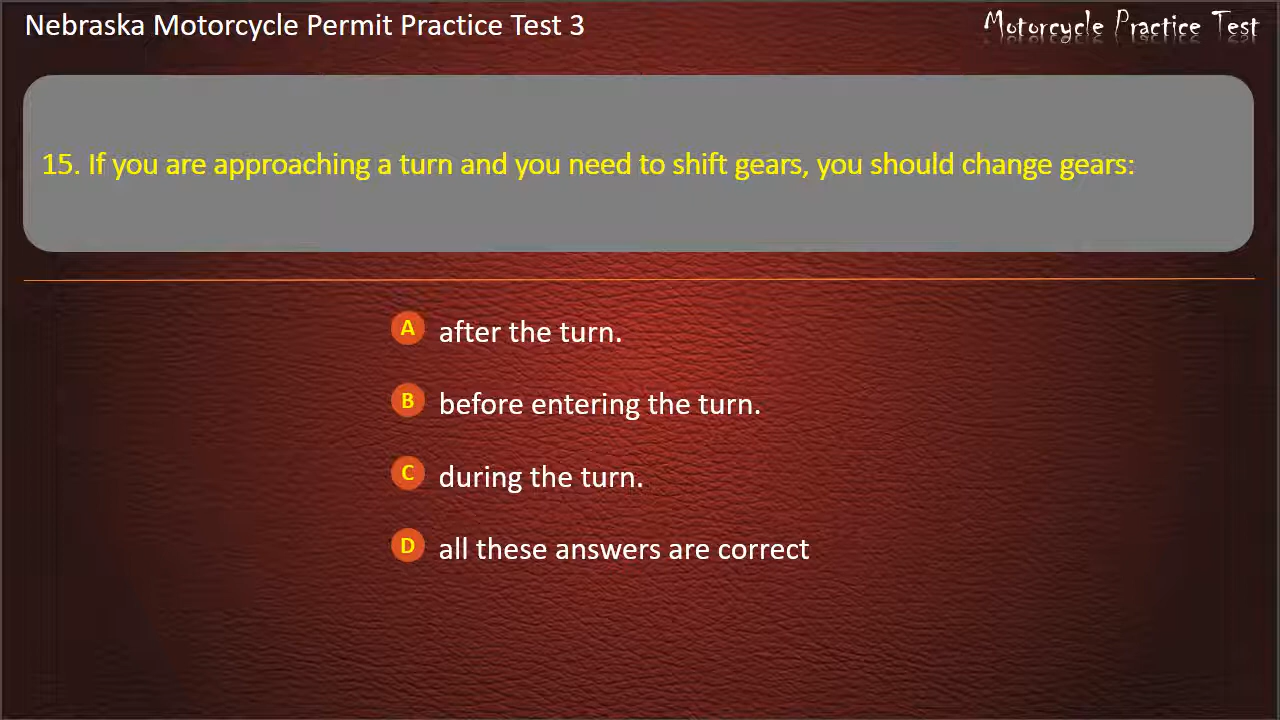 Nebraska Motorcycle Permit Practice Test 3
Motorcycle Practice Test
15. If you are approaching a turn and you need to shift gears, you should change gears:
A after the turn.
B before entering the turn.
C during the turn.
D all these answers are correct